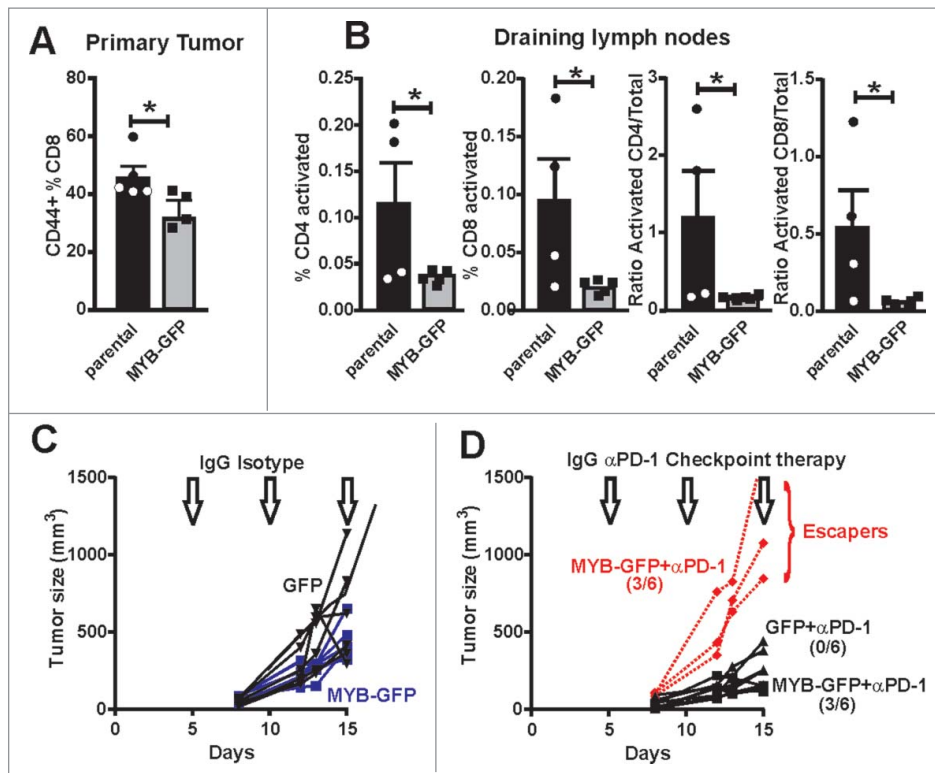 A
Primary Tumor
CD44+ % CD8
80
60
40
20
0
*
parental
MYB-GFP
B
Draining lymph nodes
% CD4 activated
0.20
0.15
0.10
0.05
0.00
*
parental
MYB-GFP
% CD8 activated
0.20
0.15
0.10
0.05
0.00
*
parental
MYB-GFP
Ratio Activated CD4/Total
3
2
1
0
*
parental
MYB-GFP
Ratio Activated CD8/Total
1.5
1.0
0.5
0.0
*
parental
MYB-GFP
C
IgG Isotype
Tumor size (mm³)
1500
1000
500
0
GFP
MYB-GFP
0 5 10 15
Days
D
IgG αPD-1 Checkpoint therapy
Tumor size (mm³)
1500
1000
500
0
Escapers
MYB-GFP+αPD-1
(3/6)
GFP+αPD-1
(0/6)
MYB-GFP+αPD-1
(3/6)
0 5 10 15
Days